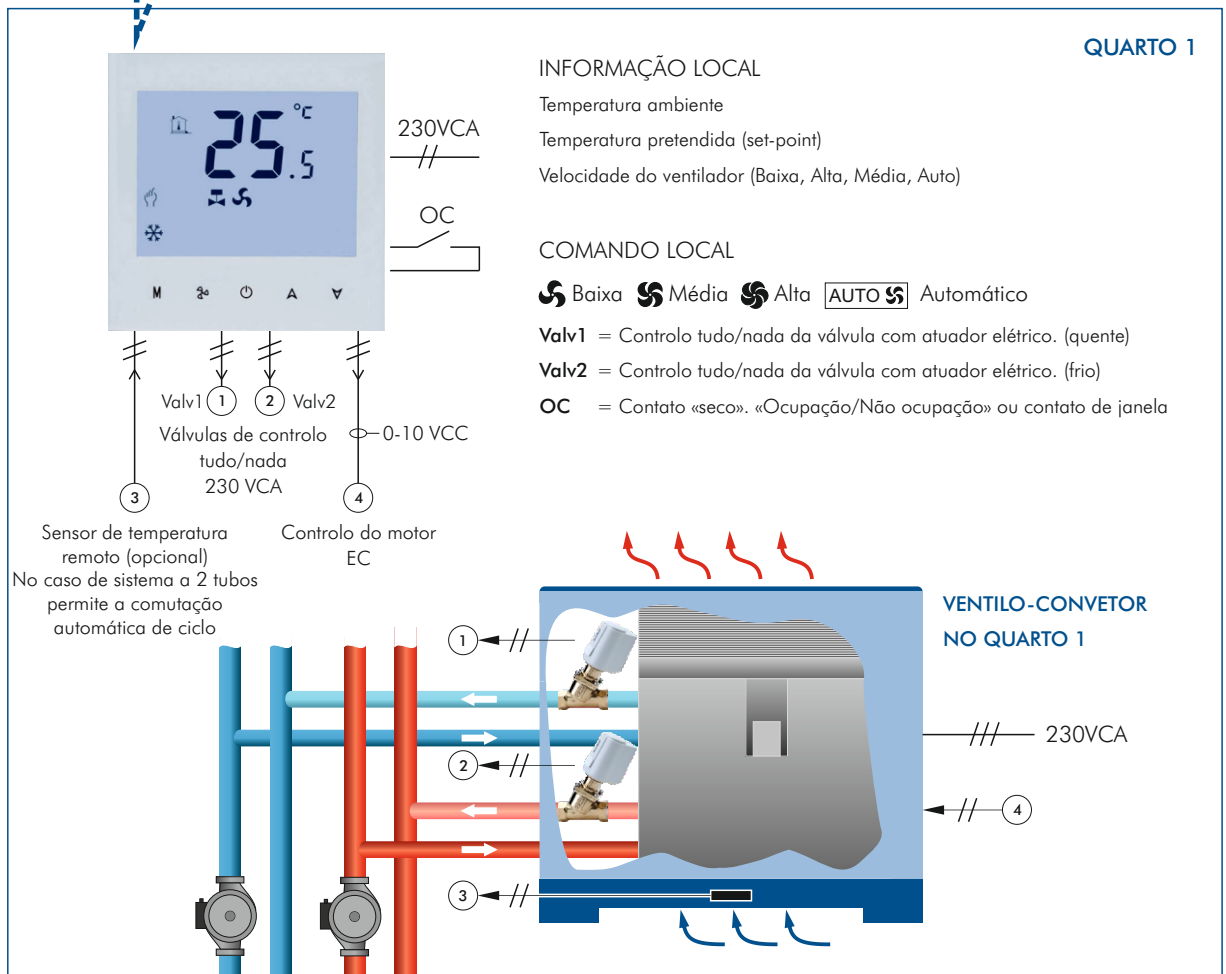 QUARTO 1
25.5 °C
M
230VCA
OC
INFORMAÇÃO LOCAL
Temperatura ambiente
Temperatura pretendida (set-point)
Velocidade do ventilador (Baixa, Alta, Média, Auto)
COMANDO LOCAL
Baixa Média Alta AUTO Automático
Valv1 = Controlo tudo/nada da válvula com atuador elétrico. (quente)
Valv2 = Controlo tudo/nada da válvula com atuador elétrico. (frio)
OC = Contato «seco». «Ocupação/Não ocupação» ou contato de janela
Valv1 1 2 Valv2
Válvulas de controlo
tudo/nada
230 VCA
0-10 VCC
3
Sensor de temperatura
remoto (opcional)
No caso de sistema a 2 tubos
permite a comutação
automática de ciclo
4
Controlo do motor
EC
VENTILO-CONVETOR
NO QUARTO 1
1
2
3
230VCA
4